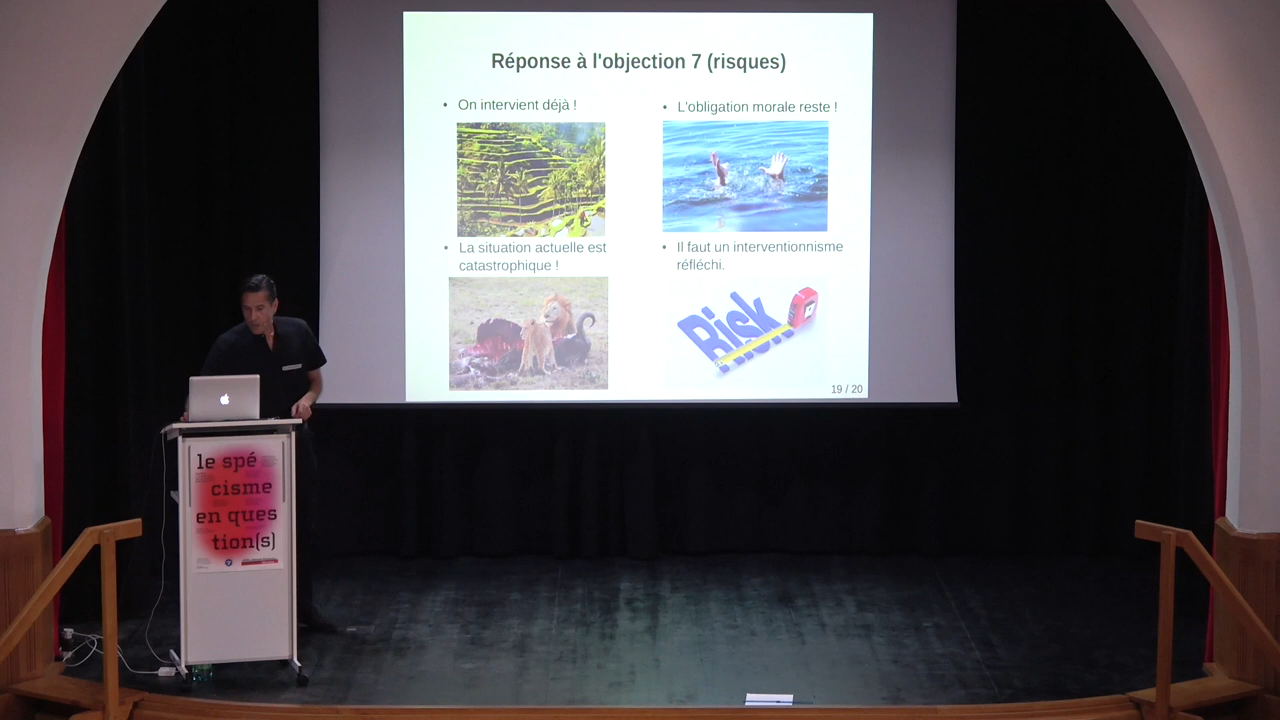 Réponse à l'objection 7 (risques)
• On intervient déjà !
• La situation actuelle est
catastrophique !
• L'obligation morale reste !
• Il faut un interventionnisme
réfléchi.
Risk
19 / 20
le spé
cisme
en ques
tion(s)